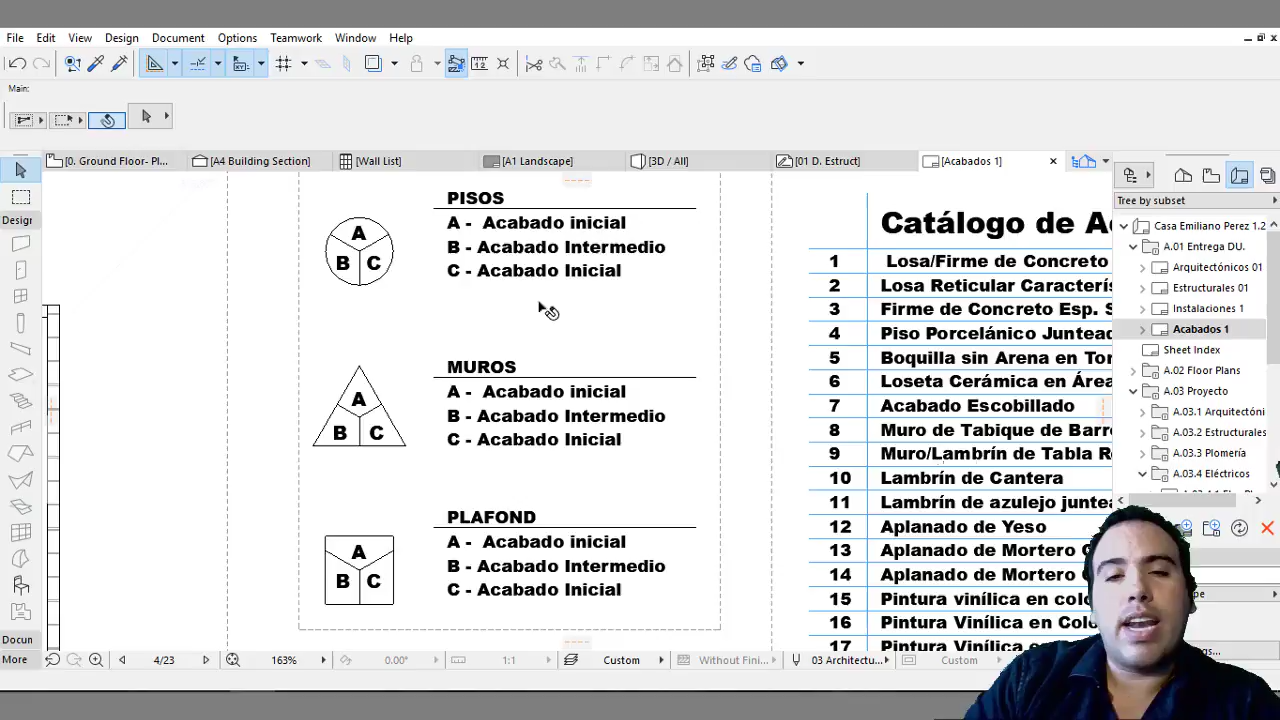 File Edit View Design Document Options Teamwork Window Help
Main:
[0. Ground Floor- Pl...
[A4 Building Section]
[Wall List]
[A1 Landscape]
[3D / All]
[01 D. Estruct]
[Acabados 1]
Design
Docun
More
PISOS
A - Acabado inicial
B - Acabado Intermedio
C - Acabado Inicial
A
B C
MUROS
A - Acabado inicial
B - Acabado Intermedio
C - Acabado Inicial
A
B C
PLAFOND
A - Acabado inicial
B - Acabado Intermedio
C - Acabado Inicial
A
B C
Catálogo de Ac
1 Losa/Firme de Concreto
2 Losa Reticular Caracterís
3 Firme de Concreto Esp. S
4 Piso Porcelánico Juntead
5 Boquilla sin Arena en Ton
6 Loseta Cerámica en Área
7 Acabado Escobillado
8 Muro de Tabique de Barr
9 Muro/Lambrín de Tabla R
10 Lambrín de Cantera
11 Lambrín de azulejo juntea
12 Aplanado de Yeso
13 Aplanado de Mortero C
14 Aplanado de Mortero
15 Pintura vinílica en colo
16 Pintura Vinílica en Colo
17 Pintura Vinílica
Tree by subset
Casa Emiliano Perez 1.2
A.01 Entrega DU.
Arquitectónicos 01
Estructurales 01
Instalaciones 1
Acabados 1
Sheet Index
A.02 Floor Plans
A.03 Proyecto
A.03.1 Arquitectóni
A.03.2 Estructurales
A.03.3 Plomería
A.03.4 Eléctricos
4/23
163%
0.00°
1:1
Custom
Without Fini...
03 Architectu...
Custom